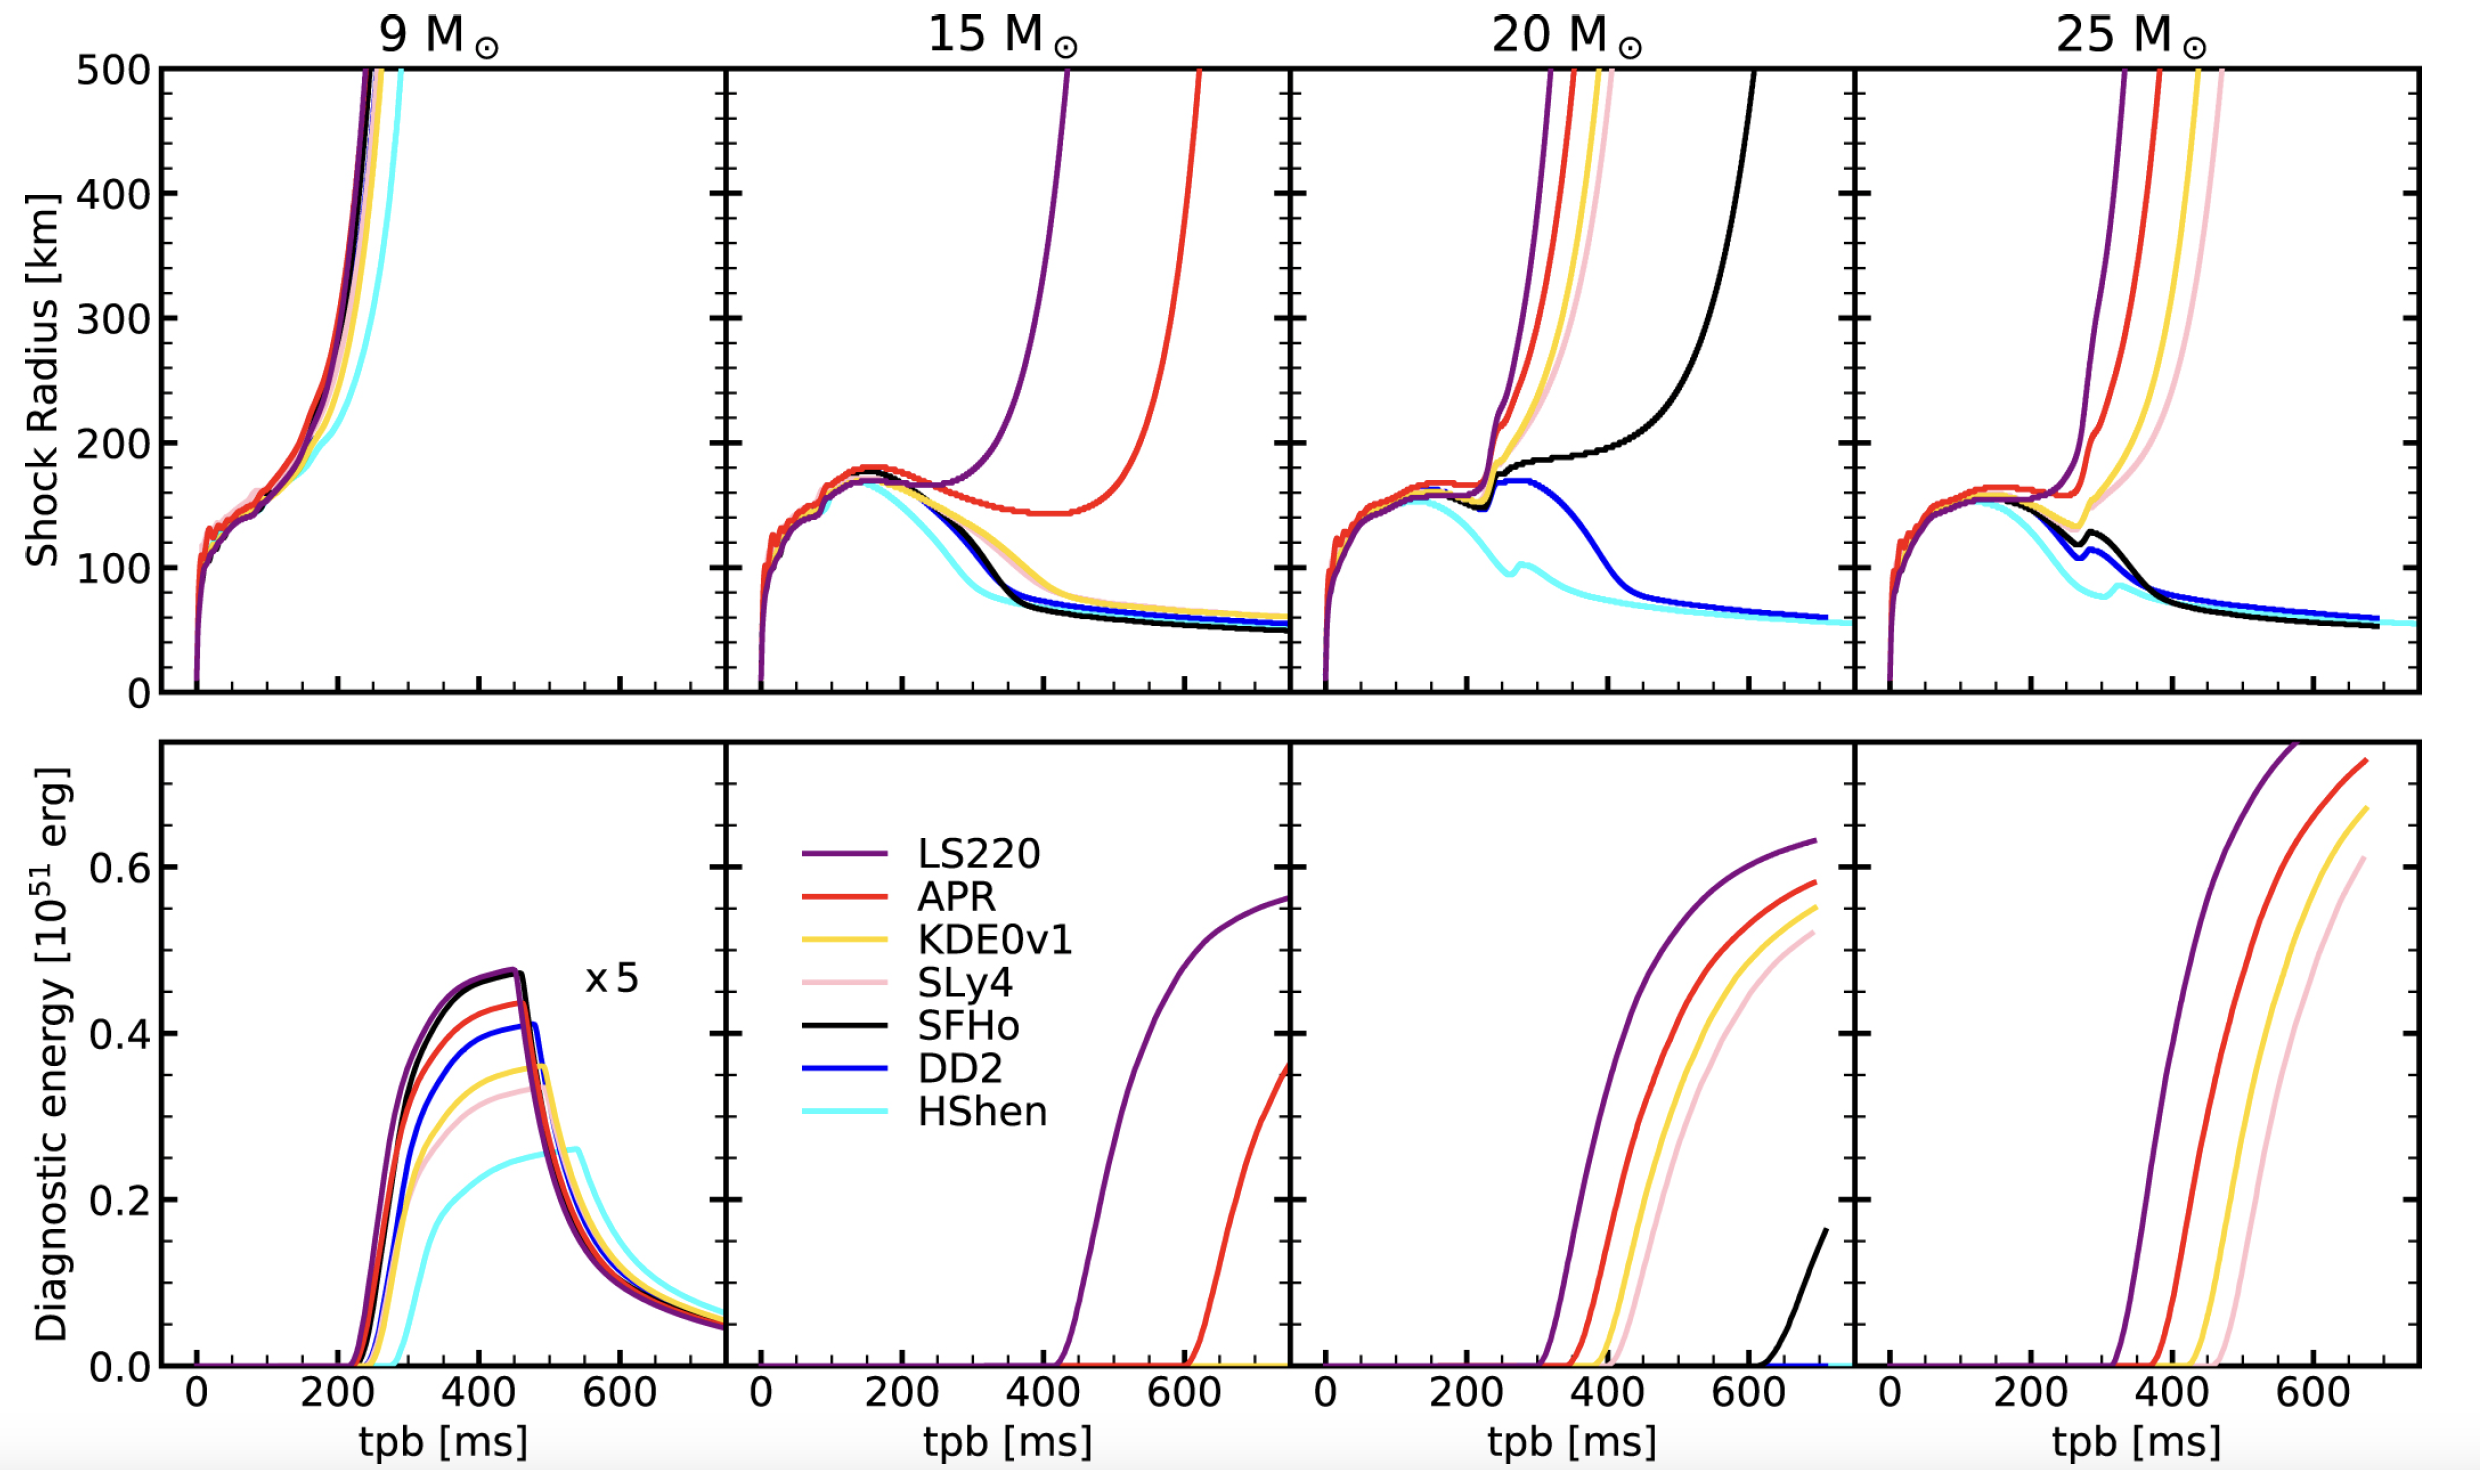 9 M⊙ 15 M⊙ 20 M⊙ 25 M⊙
Shock Radius [km]
500
400
300
200
100
0
Diagnostic energy [10⁵¹ erg]
0.6
0.4
0.2
0.0
x5
LS220
APR
KDE0v1
SLy4
SFHo
DD2
HShen
0 200 400 600 0 200 400 600 0 200 400 600 0 200 400 600
tpb [ms] tpb [ms] tpb [ms] tpb [ms]